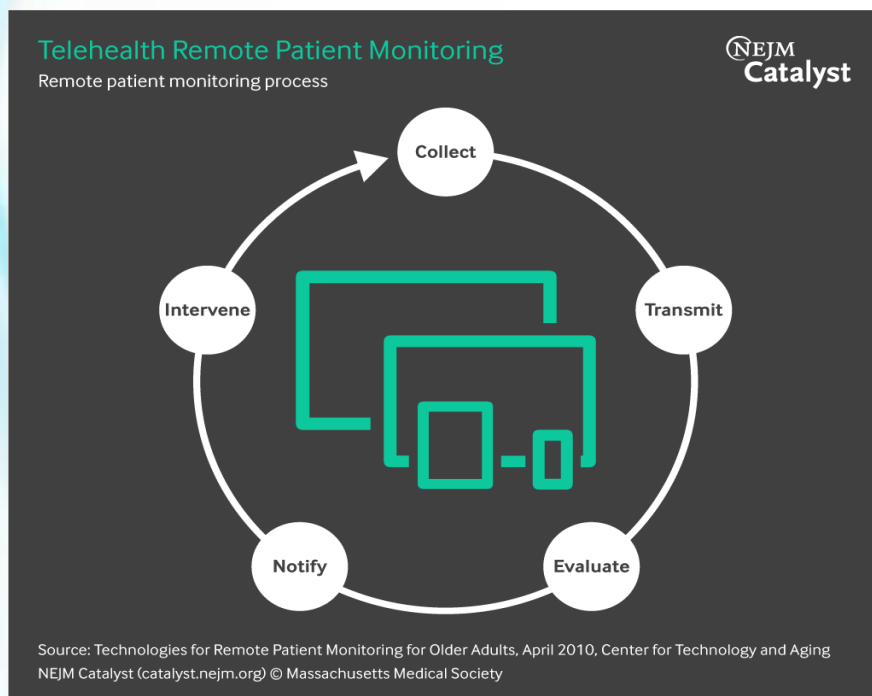 Telehealth Remote Patient Monitoring
Remote patient monitoring process
NEJM
Catalyst
Collect
Transmit
Evaluate
Notify
Intervene
Source: Technologies for Remote Patient Monitoring for Older Adults, April 2010, Center for Technology and Aging
NEJM Catalyst (catalyst.nejm.org) © Massachusetts Medical Society